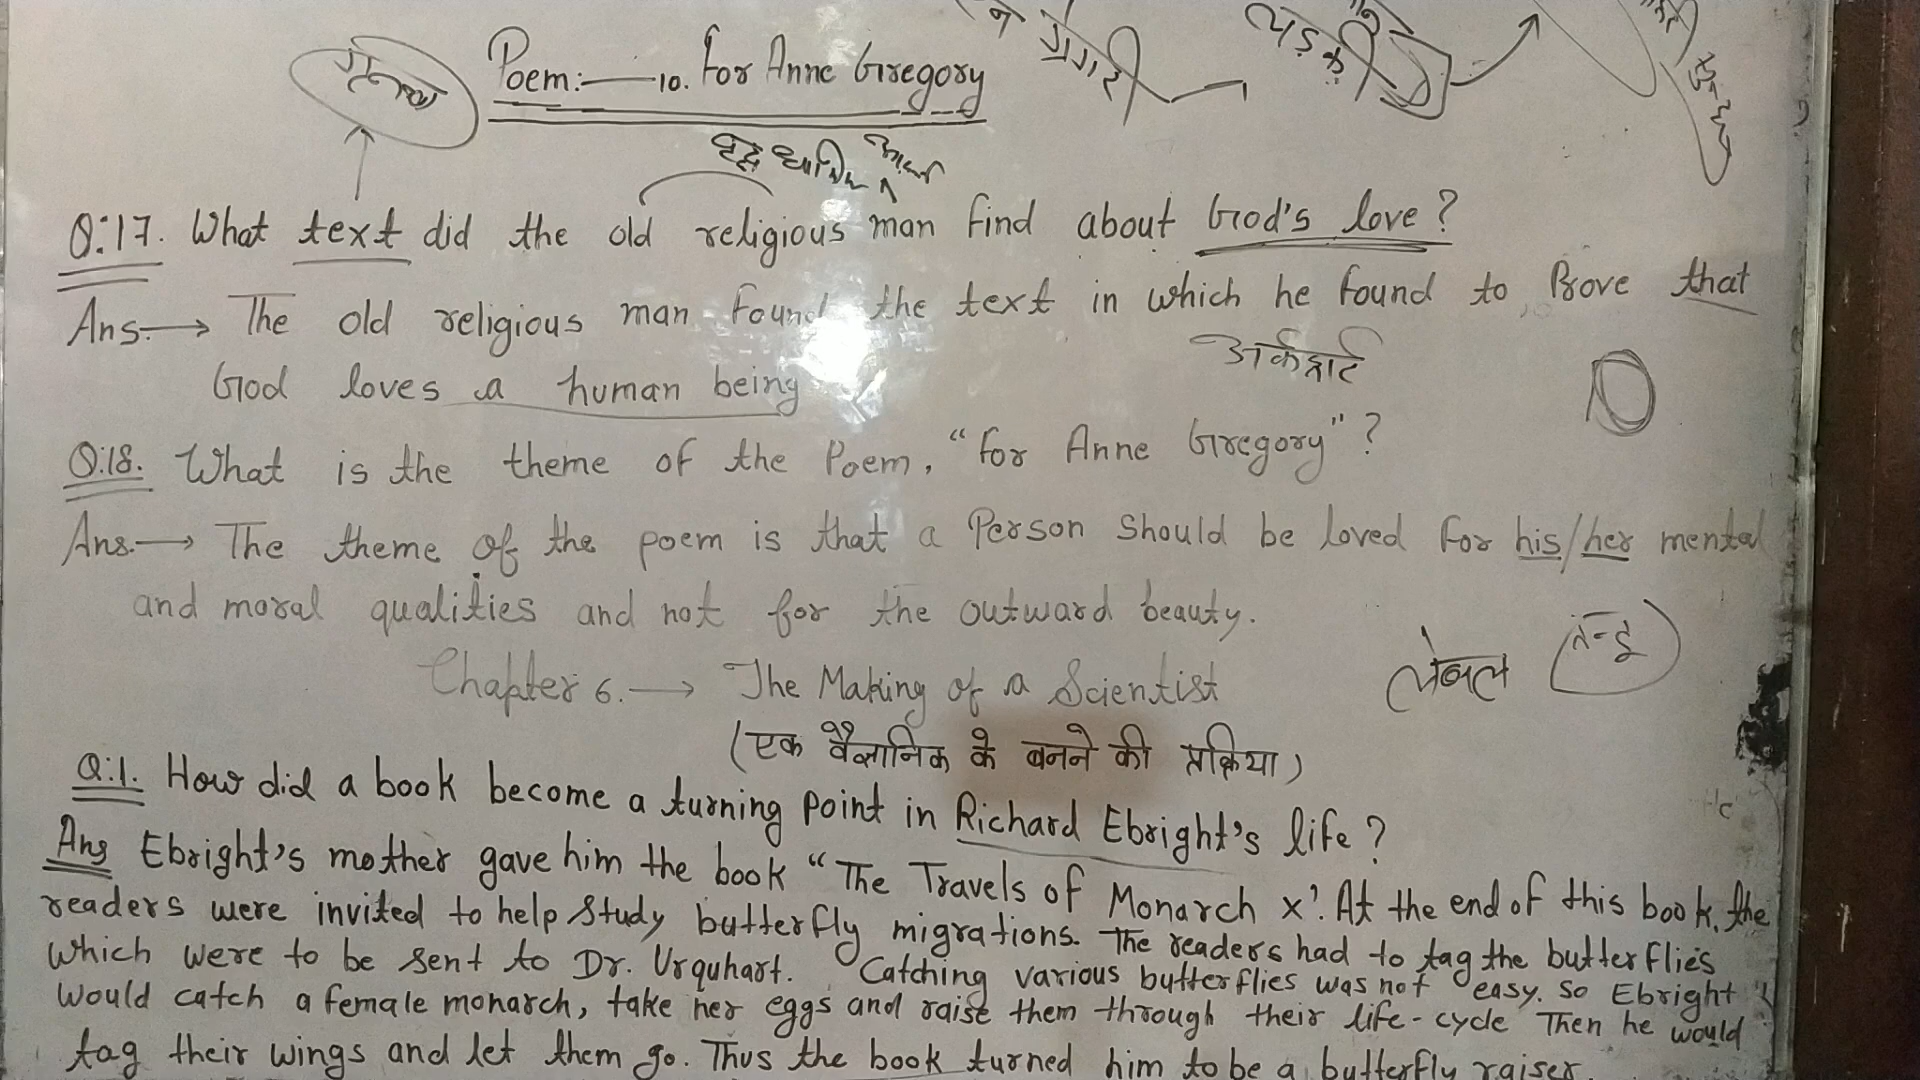 Poem:— 10. For Anne Gregory
Q:17. What text did the old religious man find about God's love?
Ans.→ The old religious man found the text in which he found to Prove that
अर्कहार्ट
God loves a human being
Q:18. What is the theme of the Poem, "for Anne Gregory"?
Ans.→ The theme of the poem is that a Person should be loved for his/her mental
and moral qualities and not for the outward beauty.
Chapter 6.→ The Making of a Scientist
(एक वैज्ञानिक के बनने की प्रक्रिया)
Q:1. How did a book become a turning point in Richard Ebright's life?
Ans Ebright's mother gave him the book "The Travels of Monarch x'. At the end of this book, the
readers were invited to help study butterfly migrations. The readers had to tag the butterflies
which were to be sent to Dr. Urquhart. Catching various butterflies was not easy. So Ebright
would catch a female monarch, take her eggs and raise them through their life-cycle Then he would
tag their wings and let them go. Thus the book turned him to be a butterfly raiser.